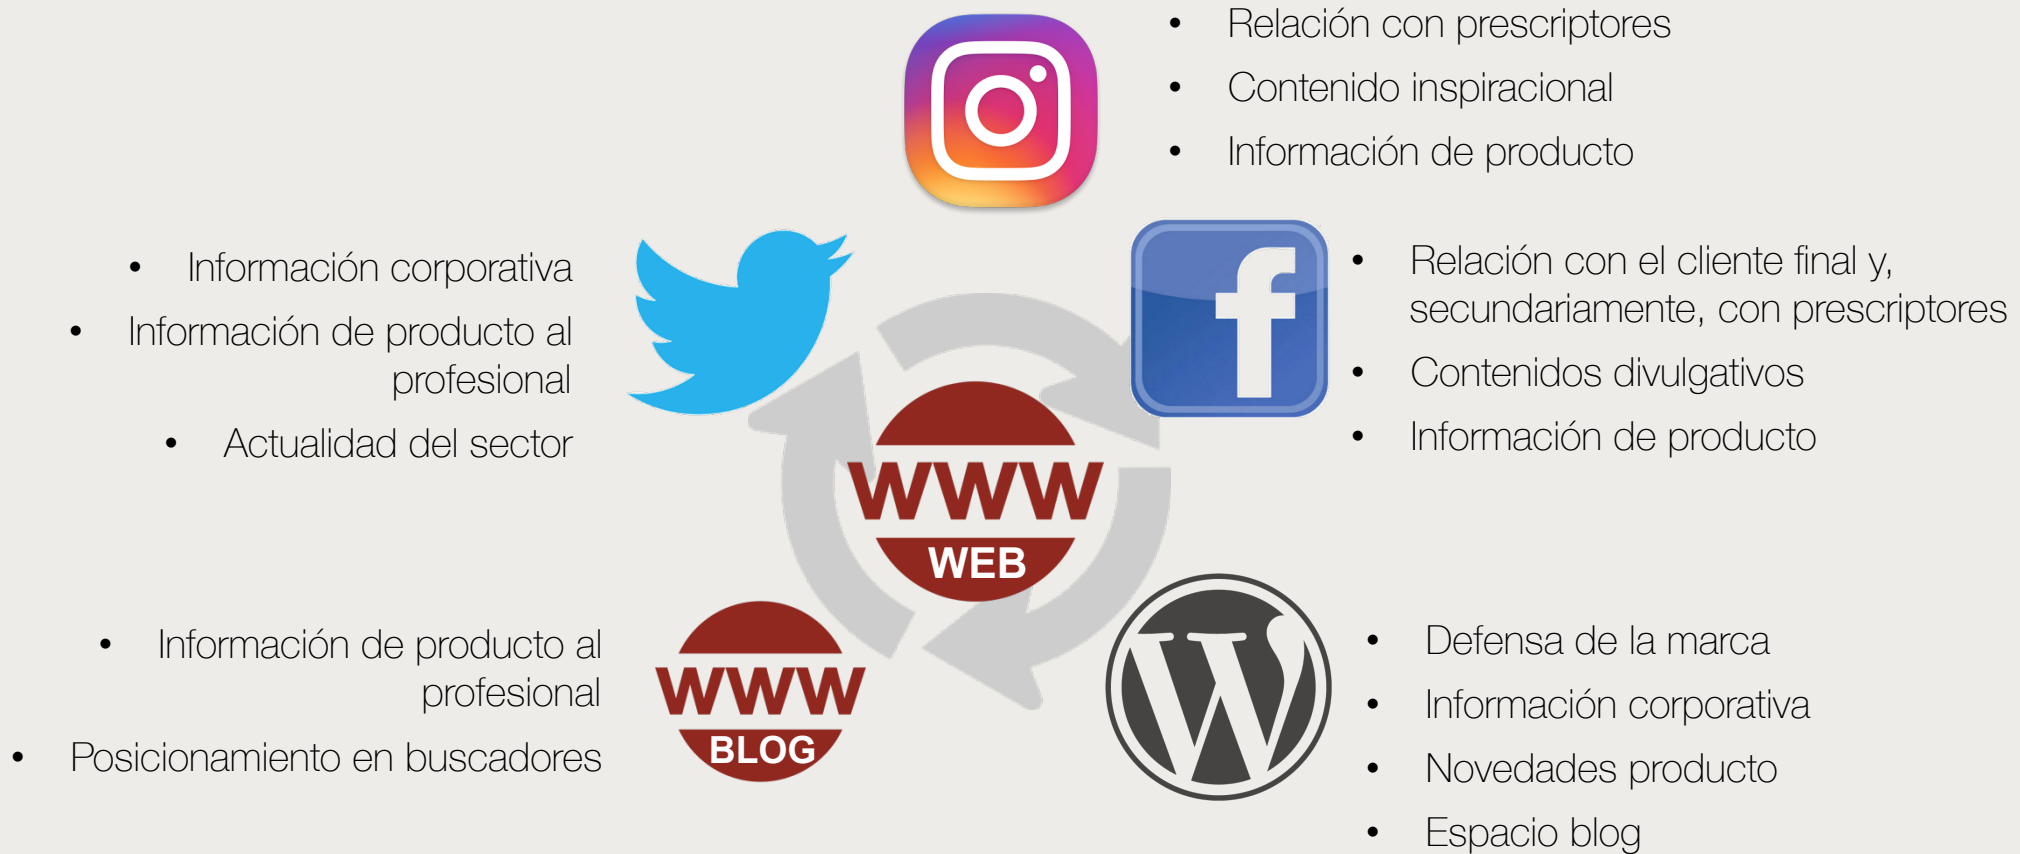 • Relación con prescriptores
• Contenido inspiracional
• Información de producto
• Información corporativa
• Información de producto al
profesional
• Actualidad del sector
f
• Relación con el cliente final y,
secundariamente, con prescriptores
• Contenidos divulgativos
• Información de producto
WWW
WEB
• Información de producto al
profesional
• Posicionamiento en buscadores
WWW
BLOG
W
• Defensa de la marca
• Información corporativa
• Novedades producto
• Espacio blog